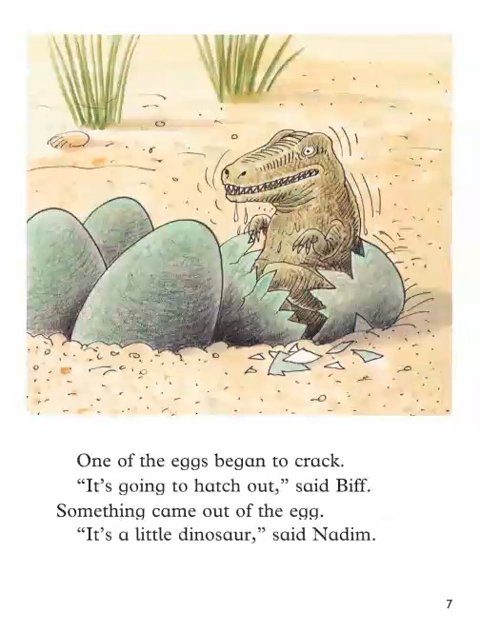 One of the eggs began to crack.
“It’s going to hatch out,” said Biff.
Something came out of the egg.
“It’s a little dinosaur,” said Nadim.
7